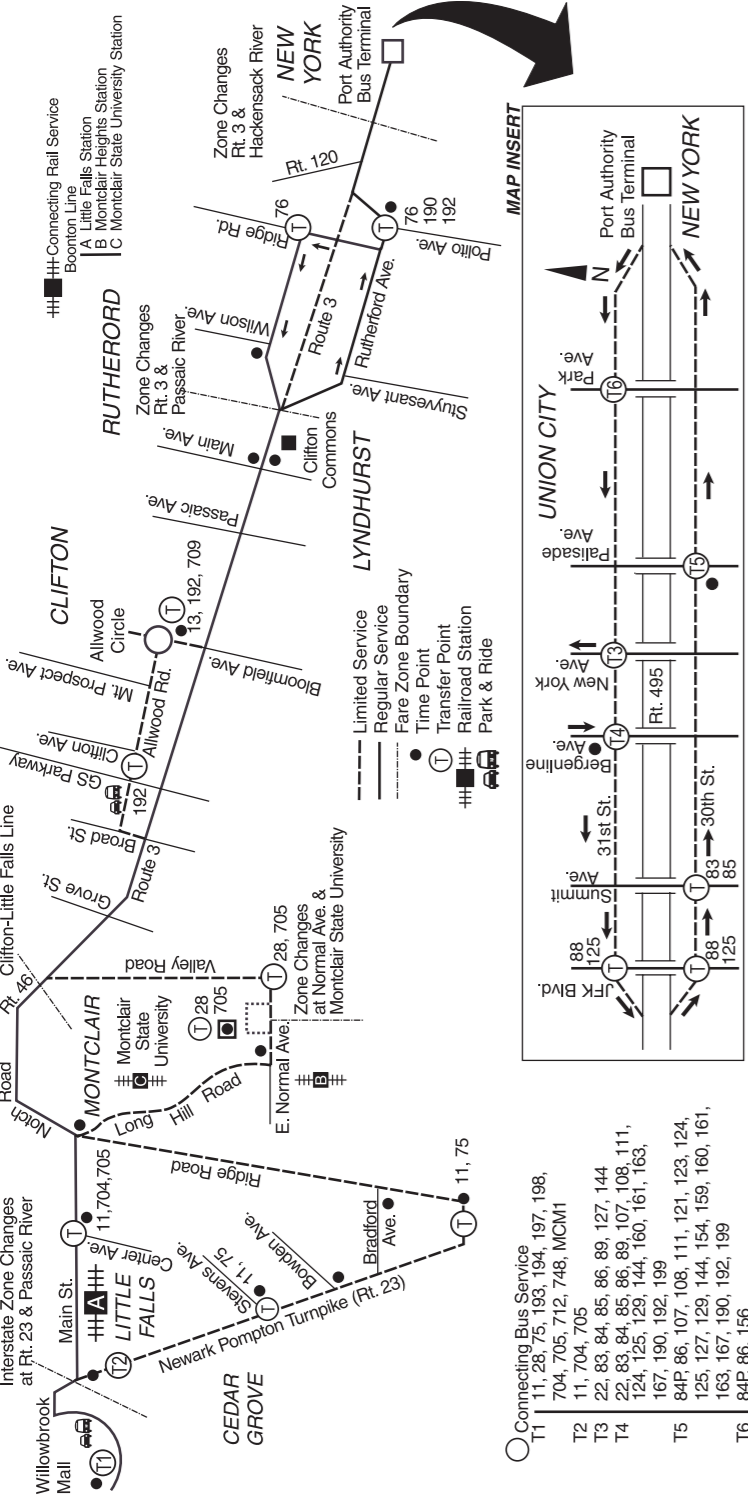 Willowbrook
Mall
T1
Interstate Zone Changes
at Rt. 23 & Passaic River
T2
Main St.
A
LITTLE
FALLS
Center Ave.
T
11,704,705
CEDAR
GROVE
Newark Pompton Turnpike (Rt. 23)
Stevens Ave.
11, 75
T
Bowden Ave.
Bradford
Ave.
T
11, 75
Ridge Road
Notch
Road
Rt. 46
MONTCLAIR
C
Montclair
State
University
Long Hill Road
T 28
705
E. Normal Ave.
B
T 28, 705
Valley Road
Zone Changes
at Normal Ave. &
Montclair State University
Clifton-Little Falls Line
Grove St.
Route 3
Broad St.
192
GS Parkway
Clifton Ave.
T
Allwood Rd.
Mt. Prospect Ave.
Allwood
Circle
T
13, 192, 709
CLIFTON
Bloomfield Ave.
Passaic Ave.
Main Ave.
Clifton
Commons
LYNDHURST
RUTHERORD
Zone Changes
Rt. 3 &
Passaic River
Wilson Ave.
Stuyvesant Ave.
Route 3
Rutherford Ave.
Ridge Rd.
T
76
T
76
190
192
Polito Ave.
Rt. 120
Zone Changes
Rt. 3 &
Hackensack River
NEW
YORK
Port Authority
Bus Terminal
Connecting Rail Service
Boonton Line
A Little Falls Station
B Montclair Heights Station
C Montclair State University Station
Limited Service
Regular Service
Fare Zone Boundary
Time Point
T Transfer Point
Railroad Station
Park & Ride
Connecting Bus Service
T1 11, 28, 75, 193, 194, 197, 198,
704, 705, 712, 748, MCM1
T2 11, 704, 705
T3 22, 83, 84, 85, 86, 89, 127, 144
T4 22, 83, 84, 85, 86, 89, 107, 108, 111,
124, 125, 129, 144, 160, 161, 163,
167, 190, 192, 199
T5 84P, 86, 107, 108, 111, 121, 123, 124,
125, 127, 129, 144, 154, 159, 160, 161,
163, 167, 190, 192, 199
T6 84P, 86, 156
MAP INSERT
UNION CITY
NEW YORK
Port Authority
Bus Terminal
N
JFK Blvd.
88
125
T
T
88
125
Summit
Ave.
T
83
85
31st St.
30th St.
Rt. 495
Bergenline
Ave.
T4
New York
Ave.
T3
Palisade
Ave.
T5
Park
Ave.
T6